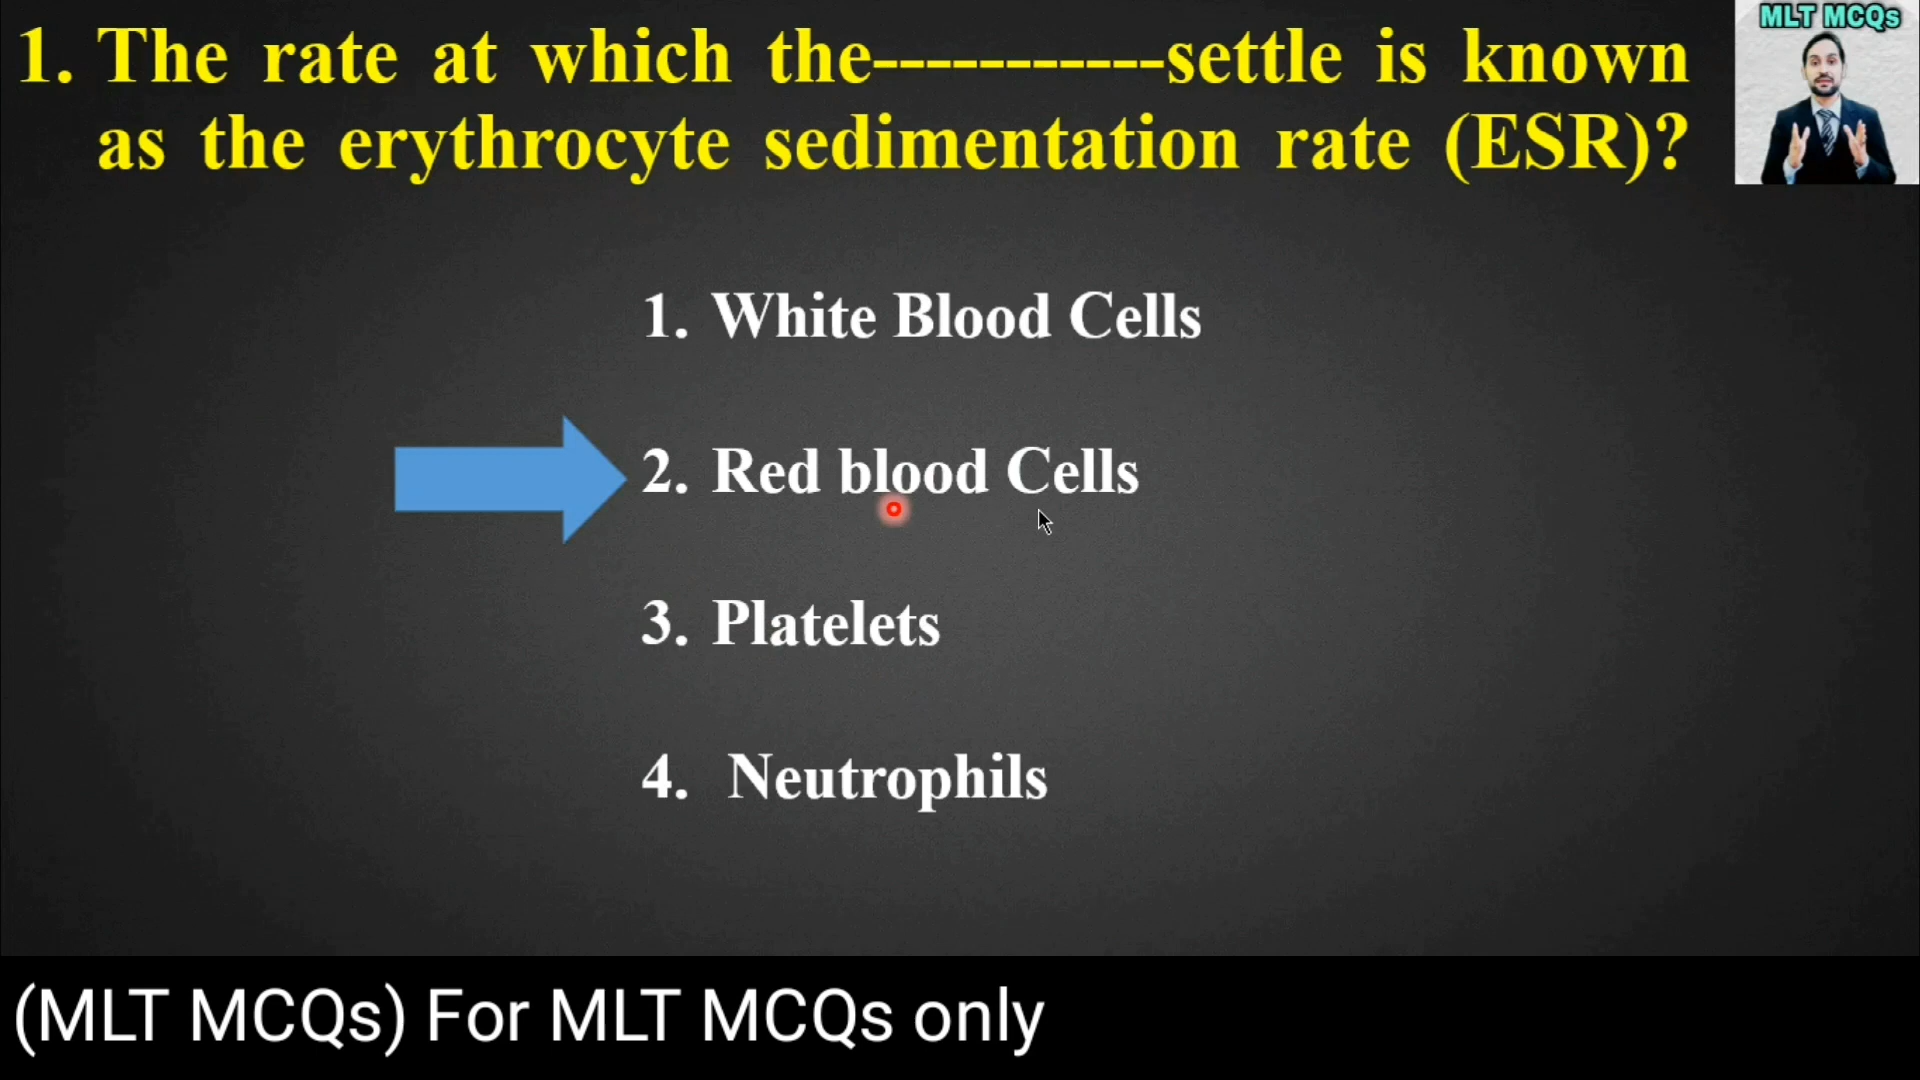 MLT MCQs
1. The rate at which the-----------settle is known
as the erythrocyte sedimentation rate (ESR)?
1. White Blood Cells
2. Red blood Cells
3. Platelets
4. Neutrophils
(MLT MCQs) For MLT MCQs only